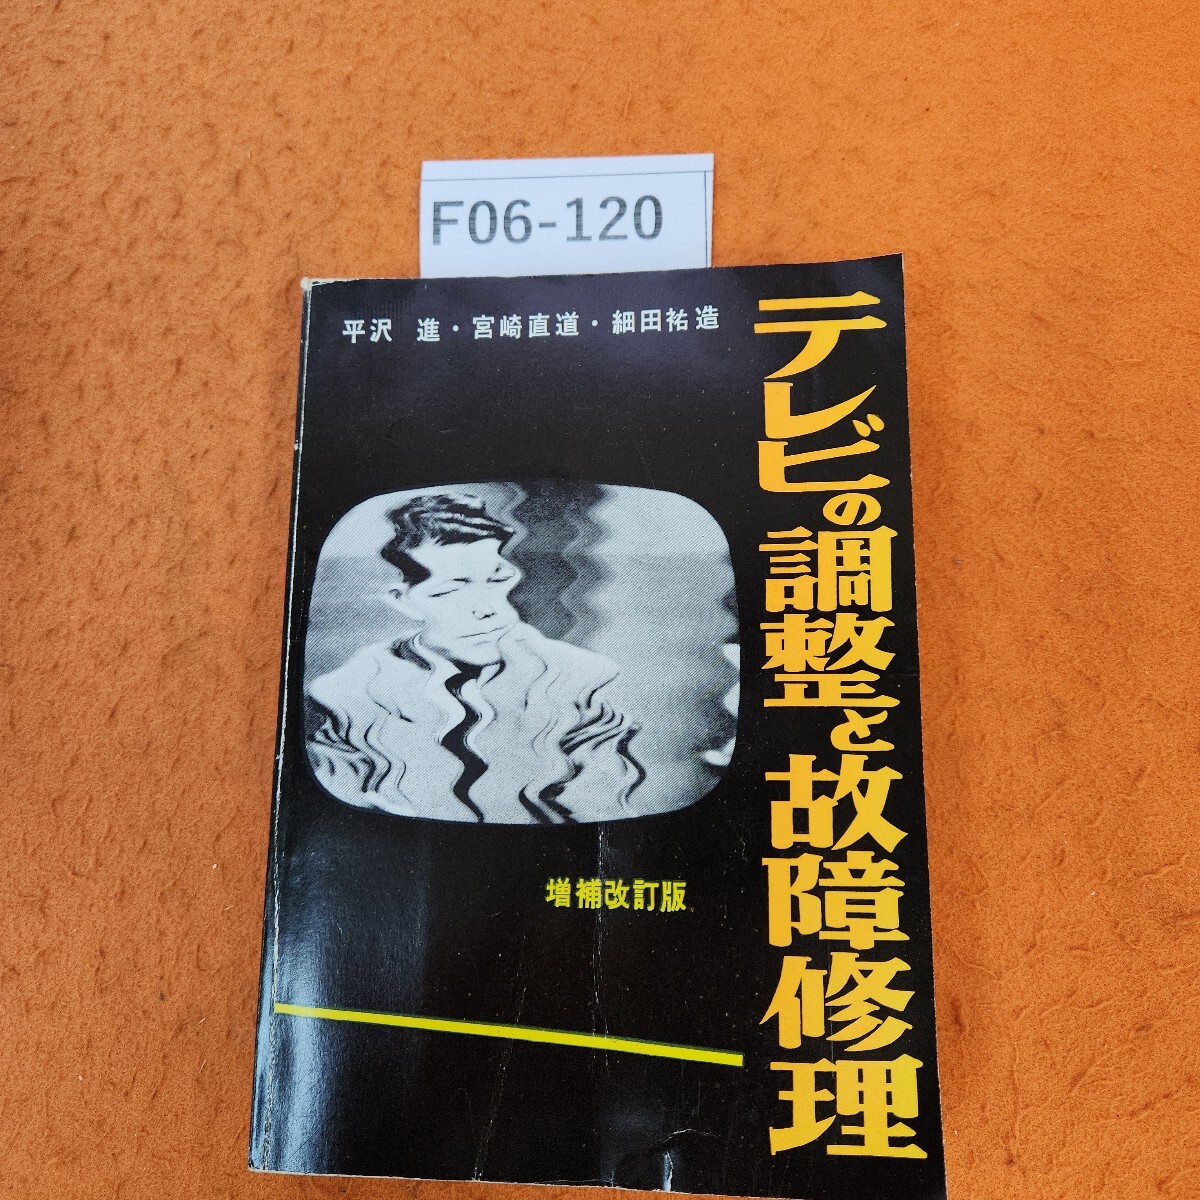 F06-120
平沢 進・宮崎直道・細田祐造
テレビの調整と故障修理
増補改訂版